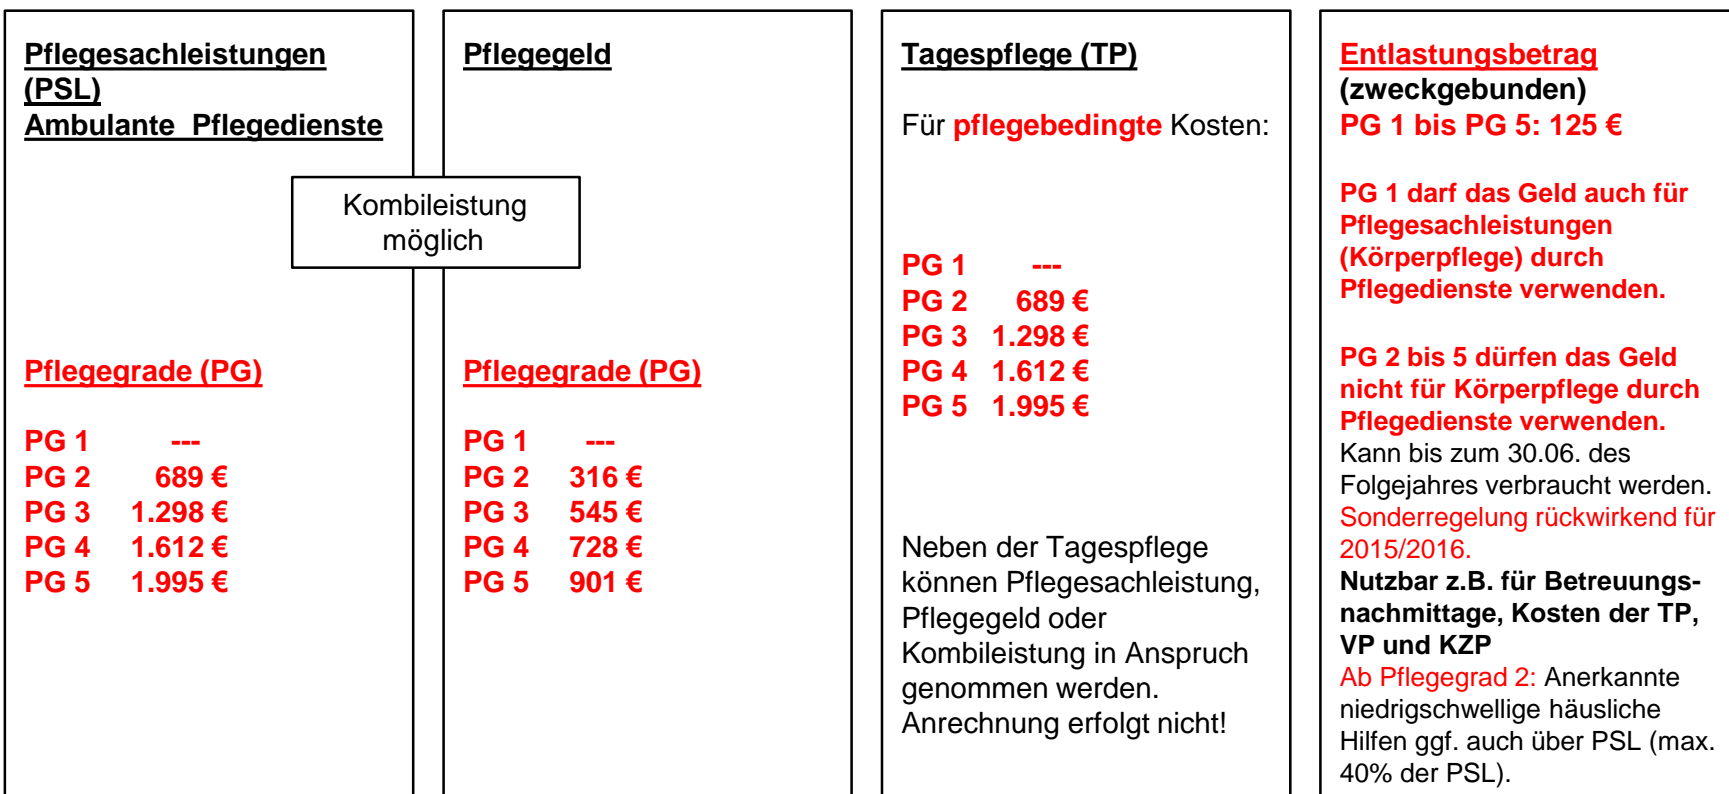 Pflegesachleistungen
(PSL)
Ambulante Pflegedienste
Pflegegeld
Kombileistung
möglich
Pflegegrade (PG)
PG 1 ---
PG 2 689 €
PG 3 1.298 €
PG 4 1.612 €
PG 5 1.995 €
Pflegegrade (PG)
PG 1 ---
PG 2 316 €
PG 3 545 €
PG 4 728 €
PG 5 901 €
Tagespflege (TP)
Für pflegebedingte Kosten:
PG 1 ---
PG 2 689 €
PG 3 1.298 €
PG 4 1.612 €
PG 5 1.995 €
Neben der Tagespflege
können Pflegesachleistung,
Pflegegeld oder
Kombileistung in Anspruch
genommen werden.
Anrechnung erfolgt nicht!
Entlastungsbetrag
(zweckgebunden)
PG 1 bis PG 5: 125 €
PG 1 darf das Geld auch für
Pflegesachleistungen
(Körperpflege) durch
Pflegedienste verwenden.
PG 2 bis 5 dürfen das Geld
nicht für Körperpflege durch
Pflegedienste verwenden.
Kann bis zum 30.06. des
Folgejahres verbraucht werden.
Sonderregelung rückwirkend für
2015/2016.
Nutzbar z.B. für Betreuungs-
nachmittage, Kosten der TP,
VP und KZP
Ab Pflegegrad 2: Anerkannte
niedrigschwellige häusliche
Hilfen ggf. auch über PSL (max.
40% der PSL).